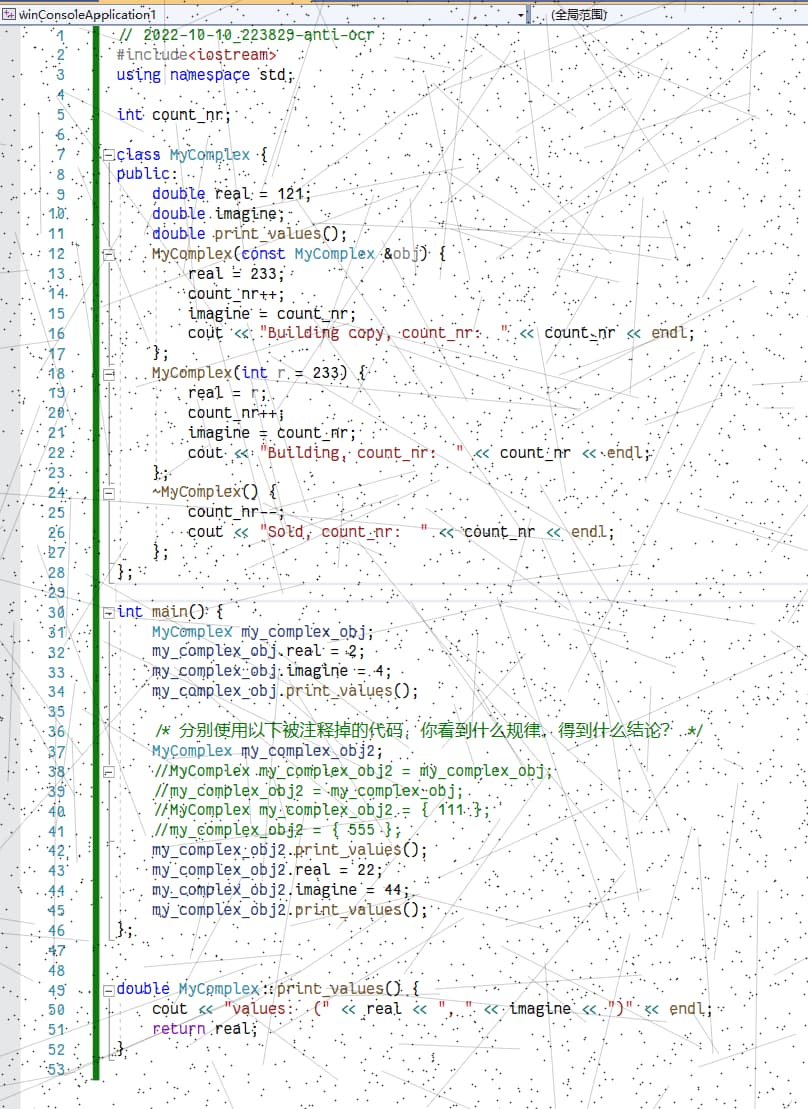 winConsoleApplication1 (全局范围)
1 // 2022-10-10_223829-anti-ocr
2 #include<iostream>
3 using namespace std;
4
5 int count_nr;
6
7 class MyComplex {
8 public:
9     double real = 121;
10     double imagine;
11     double print_values();
12     MyComplex(const MyComplex &obj) {
13         real = 233;
14         count_nr++;
15         imagine = count_nr;
16         cout << "Building copy, count_nr:  " << count_nr << endl;
17     };
18     MyComplex(int r = 233) {
19         real = r;
20         count_nr++;
21         imagine = count_nr;
22         cout << "Building, count_nr:  " << count_nr << endl;
23     };
24     ~MyComplex() {
25         count_nr--;
26         cout << "Sold, count_nr:  " << count_nr << endl;
27     };
28 };
29
30 int main() {
31     MyComplex my_complex_obj;
32     my_complex_obj.real = 2;
33     my_complex_obj.imagine = 4;
34     my_complex_obj.print_values();
35
36     /* 分别使用以下被注释掉的代码，你看到什么规律，得到什么结论？ */
37     MyComplex my_complex_obj2;
38     //MyComplex my_complex_obj2 = my_complex_obj;
39     //my_complex_obj2 = my_complex_obj;
40     //MyComplex my_complex_obj2 = { 111 };
41     //my_complex_obj2 = { 555 };
42     my_complex_obj2.print_values();
43     my_complex_obj2.real = 22;
44     my_complex_obj2.imagine = 44;
45     my_complex_obj2.print_values();
46 };
47
48
49 double MyComplex::print_values() {
50     cout << "values:  (" << real << ", " << imagine << ")" << endl;
51     return real;
52 }
53